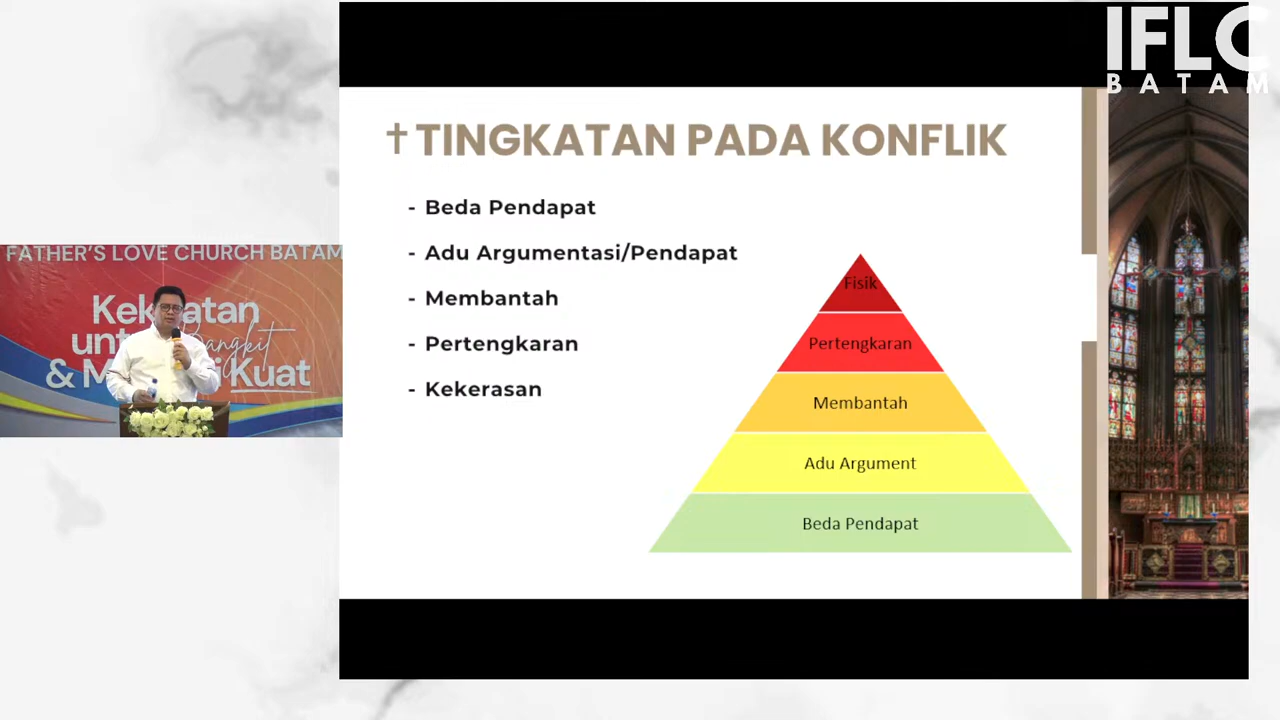 IFLC
BATAM
✝TINGKATAN PADA KONFLIK
- Beda Pendapat
- Adu Argumentasi/Pendapat
- Membantah
- Pertengkaran
- Kekerasan
Fisik
Pertengkaran
Membantah
Adu Argument
Beda Pendapat
FATHER'S LOVE CHURCH BATAM
Bangkit
Kuat